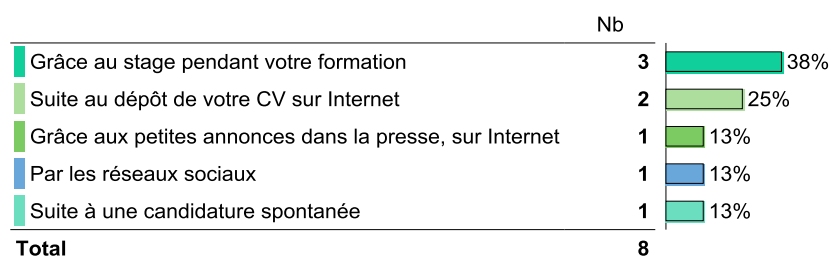 Nb
Grâce au stage pendant votre formation 3 38%
Suite au dépôt de votre CV sur Internet 2 25%
Grâce aux petites annonces dans la presse, sur Internet 1 13%
Par les réseaux sociaux 1 13%
Suite à une candidature spontanée 1 13%
Total 8